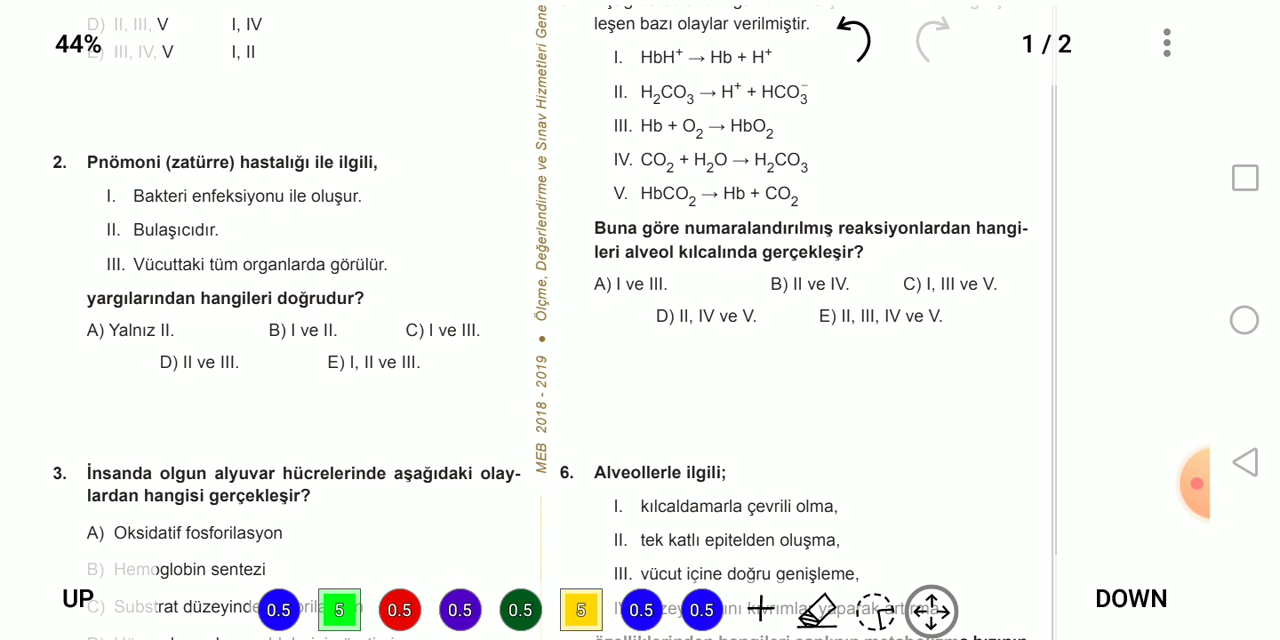 D) II, III, V I, IV
44%
E) III, IV, V I, II
2. Pnömoni (zatürre) hastalığı ile ilgili,
I. Bakteri enfeksiyonu ile oluşur.
II. Bulaşıcıdır.
III. Vücuttaki tüm organlarda görülür.
yargılarından hangileri doğrudur?
A) Yalnız II. B) I ve II. C) I ve III.
D) II ve III. E) I, II ve III.
3. İnsanda olgun alyuvar hücrelerinde aşağıdaki olay-
lardan hangisi gerçekleşir?
A) Oksidatif fosforilasyon
B) Hemoglobin sentezi
C) Substrat düzeyinde
MEB 2018 - 2019 ● Ölçme, Değerlendirme ve Sınav Hizmetleri Gene
leşen bazı olaylar verilmiştir.
I. HbH⁺ → Hb + H⁺
II. H₂CO₃ → H⁺ + HCO₃⁻
III. Hb + O₂ → HbO₂
IV. CO₂ + H₂O → H₂CO₃
V. HbCO₂ → Hb + CO₂
Buna göre numaralandırılmış reaksiyonlardan hangi-
leri alveol kılcalında gerçekleşir?
A) I ve III. B) II ve IV. C) I, III ve V.
D) II, IV ve V. E) II, III, IV ve V.
6. Alveollerle ilgili;
I. kılcaldamarla çevrili olma,
II. tek katlı epitelden oluşma,
III. vücut içine doğru genişleme,
kıvrımlar yaparak artırma
özelliklerinden hangileri
1 / 2
UP
0.5 5 0.5 0.5 0.5 5 0.5 0.5
DOWN